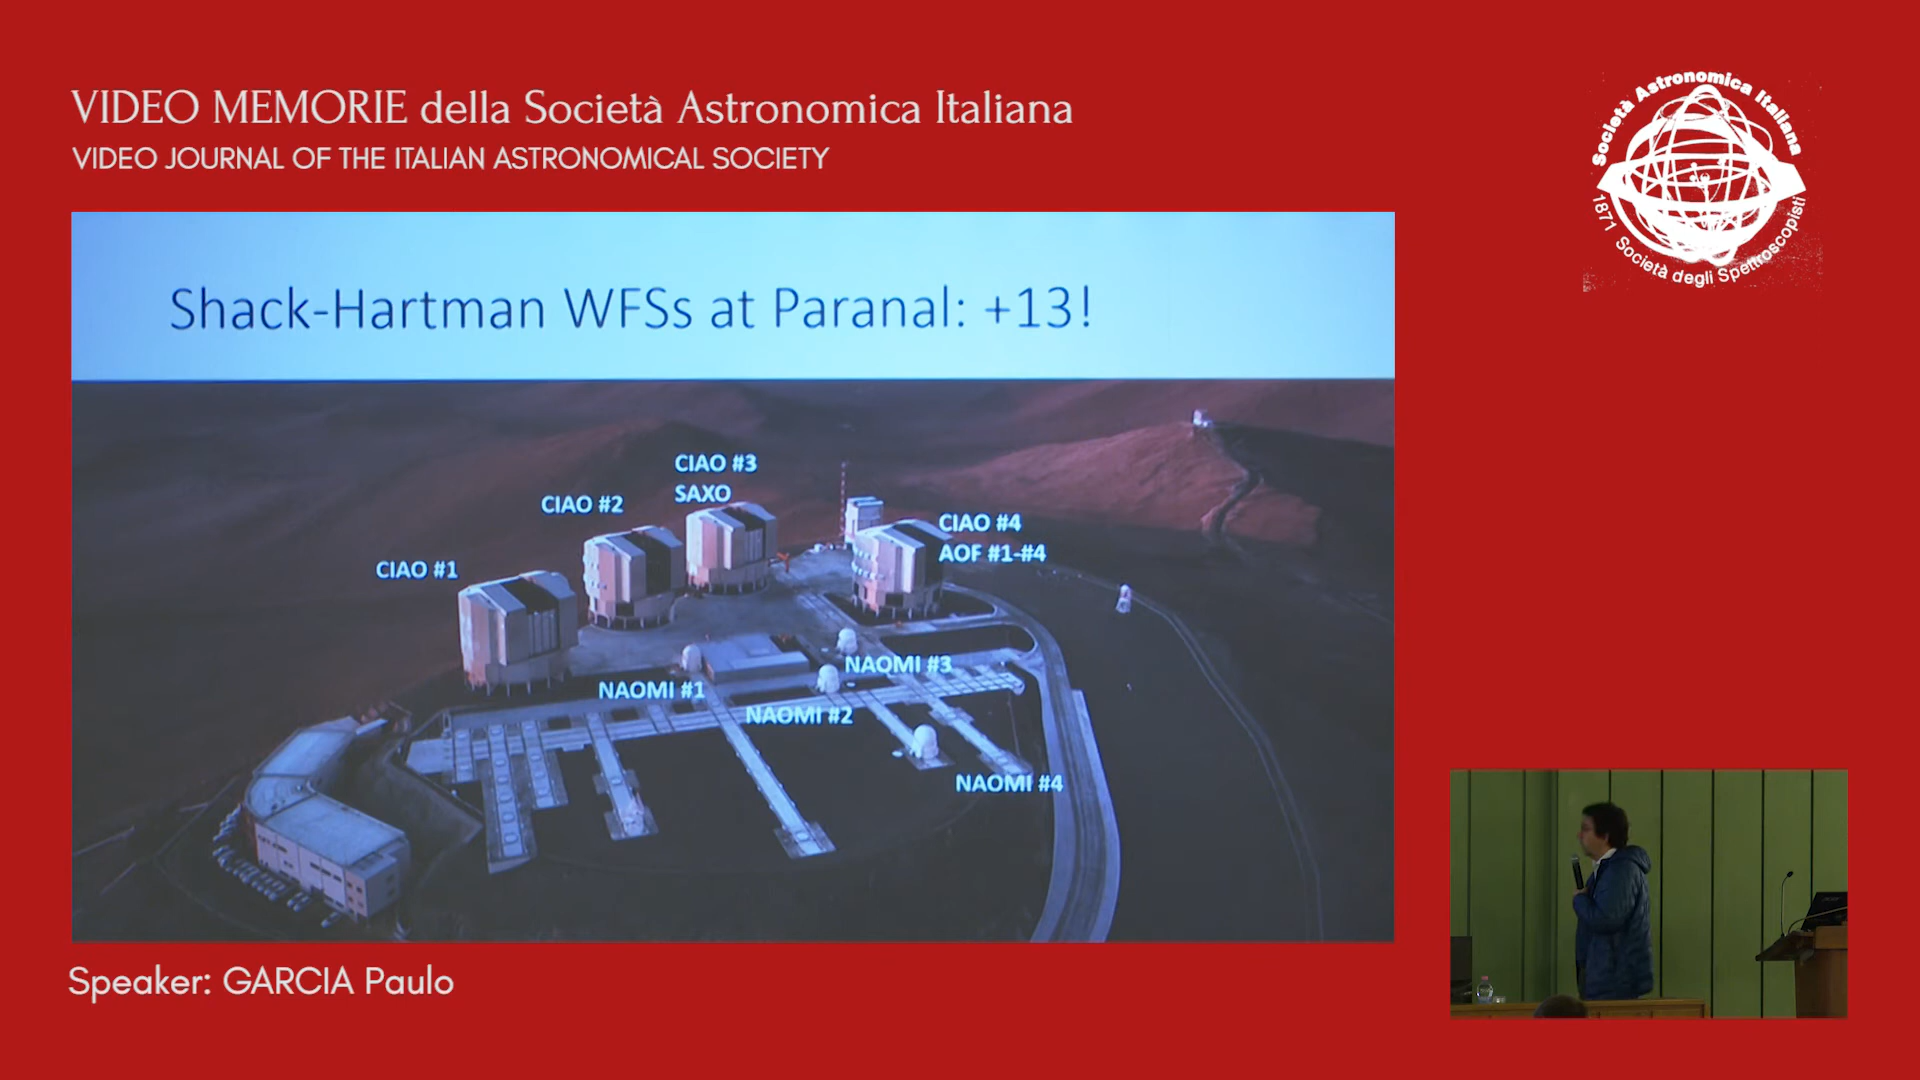 VIDEO MEMORIE della Società Astronomica Italiana
VIDEO JOURNAL OF THE ITALIAN ASTRONOMICAL SOCIETY
Società Astronomica Italiana
1871 Società degli Spettroscopisti
Shack-Hartman WFSs at Paranal: +13!
CIAO #3
SAXO
CIAO #2
CIAO #4
AOF #1-#4
CIAO #1
NAOMI #3
NAOMI #1
NAOMI #2
NAOMI #4
Speaker: GARCIA Paulo